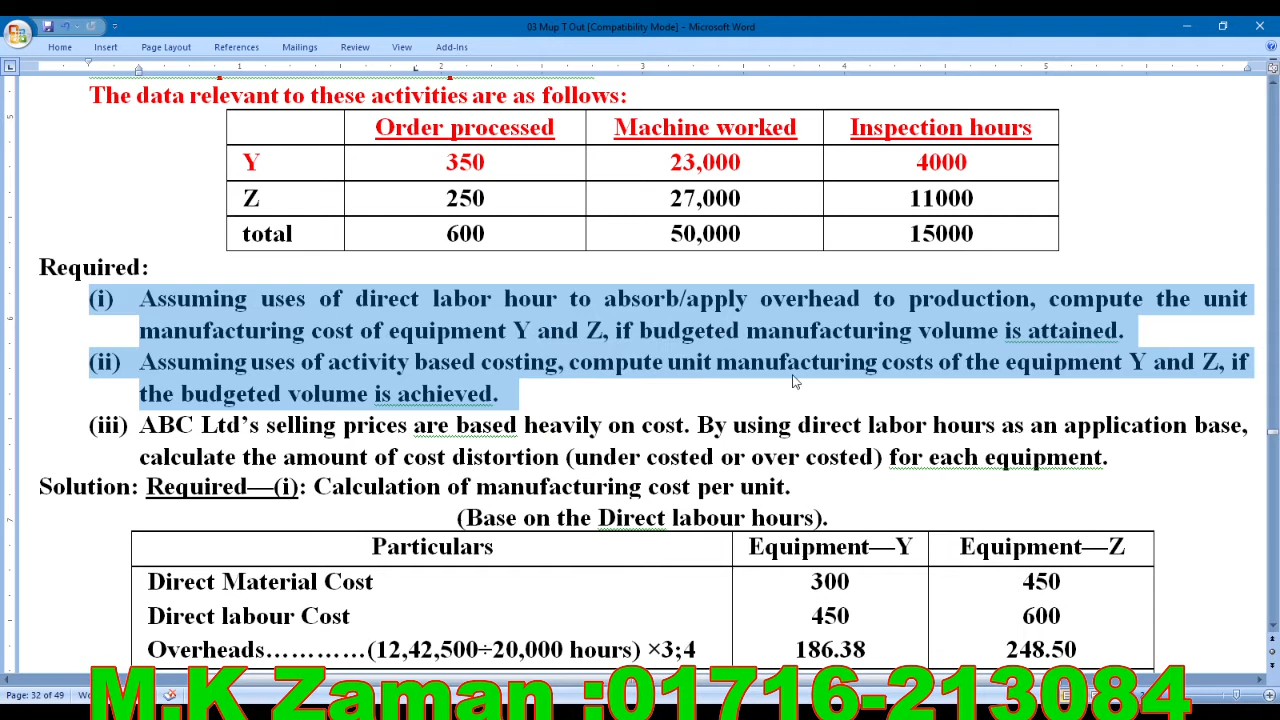 03 Mup T Out [Compatibility Mode] - Microsoft Word
Home Insert Page Layout References Mailings Review View Add-Ins
1 2 3 4 5
The data relevant to these activities are as follows:
Order processed Machine worked Inspection hours
Y 350 23,000 4000
Z 250 27,000 11000
total 600 50,000 15000
Required:
(i) Assuming uses of direct labor hour to absorb/apply overhead to production, compute the unit
manufacturing cost of equipment Y and Z, if budgeted manufacturing volume is attained.
(ii) Assuming uses of activity based costing, compute unit manufacturing costs of the equipment Y and Z, if
the budgeted volume is achieved.
(iii) ABC Ltd’s selling prices are based heavily on cost. By using direct labor hours as an application base,
calculate the amount of cost distortion (under costed or over costed) for each equipment.
Solution: Required—(i): Calculation of manufacturing cost per unit.
(Base on the Direct labour hours).
Particulars Equipment—Y Equipment—Z
Direct Material Cost 300 450
Direct labour Cost 450 600
Overheads…………(12,42,500÷20,000 hours) ×3;4 186.38 248.50
Page: 32 of 49
M.K Zaman :01716-213084